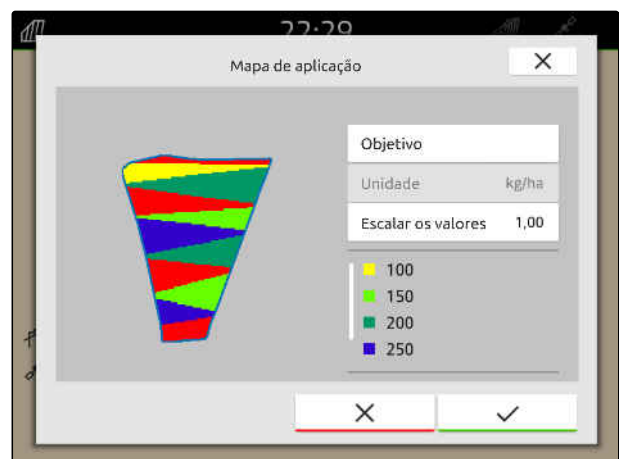 22:29
Mapa de aplicação
Objetivo
Unidade kg/ha
Escalar os valores 1,00
100
150
200
250